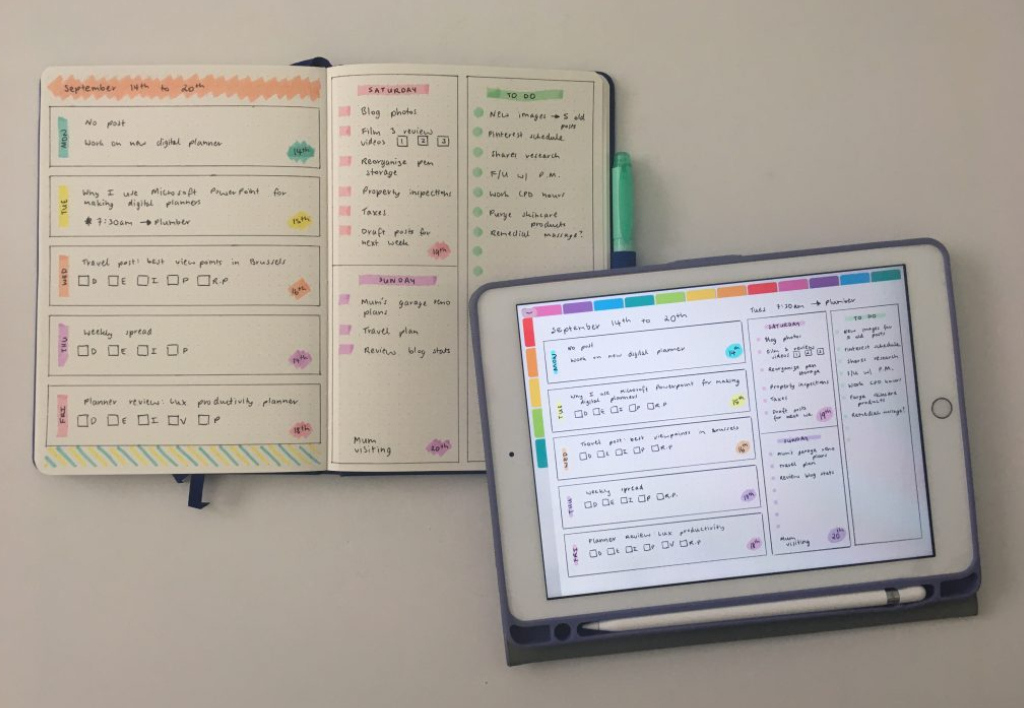 September 14th to 20th
MON
No post
Work on new digital planner
14th
TUE
Why I use Microsoft PowerPoint for
making digital planners
7:30am → Plumber
15th
WED
Travel post: best viewpoints in Brussels
D E I P R.P
16th
THU
Weekly spread
D E I P
17th
FRI
Planner review: Lux productivity planner
D E I V P
18th
SATURDAY
Blog photos
Film 3 review
videos 1 2 3
Reorganize pen
storage
Property inspections
Taxes
Draft posts for
next week
19th
SUNDAY
Mum's garage reno
plans
Travel plan
Review blog stats
Mum
visiting
20th
TO DO
New images → 5 old
posts
Pinterest schedule
Shares research
F/U w/ P.M.
Work CPD hours
Purge skincare
products
Remedial massage?
September 14th to 20th
Tues 7:30am → Plumber
MON
No post
Work on new digital planner
14th
TUE
Why I use microsoft Powerpoint for making
digital planners
D E I P R.P
15th
WED
Travel post: best viewpoints in Brussels
D E I P R.P
16th
THU
Weekly spread
D E I P R.P.
17th
FRI
Planner Review Lux productivity
D E I P V R.P
18th
SATURDAY
Blog photos
Film 3 review
videos 1 2 3
Reorganize pen
storage
Property inspections
Taxes
Draft posts
for next wk
19th
SUNDAY
Mum's garage reno
plans
Travel plan
Review blog stats
Mum
visiting
20th
TO DO
New images for
5 old posts
Pinterest schedule
Shares research
F/U w/ P.M.
Work CPD hours
Purge skincare
products
Remedial massage?